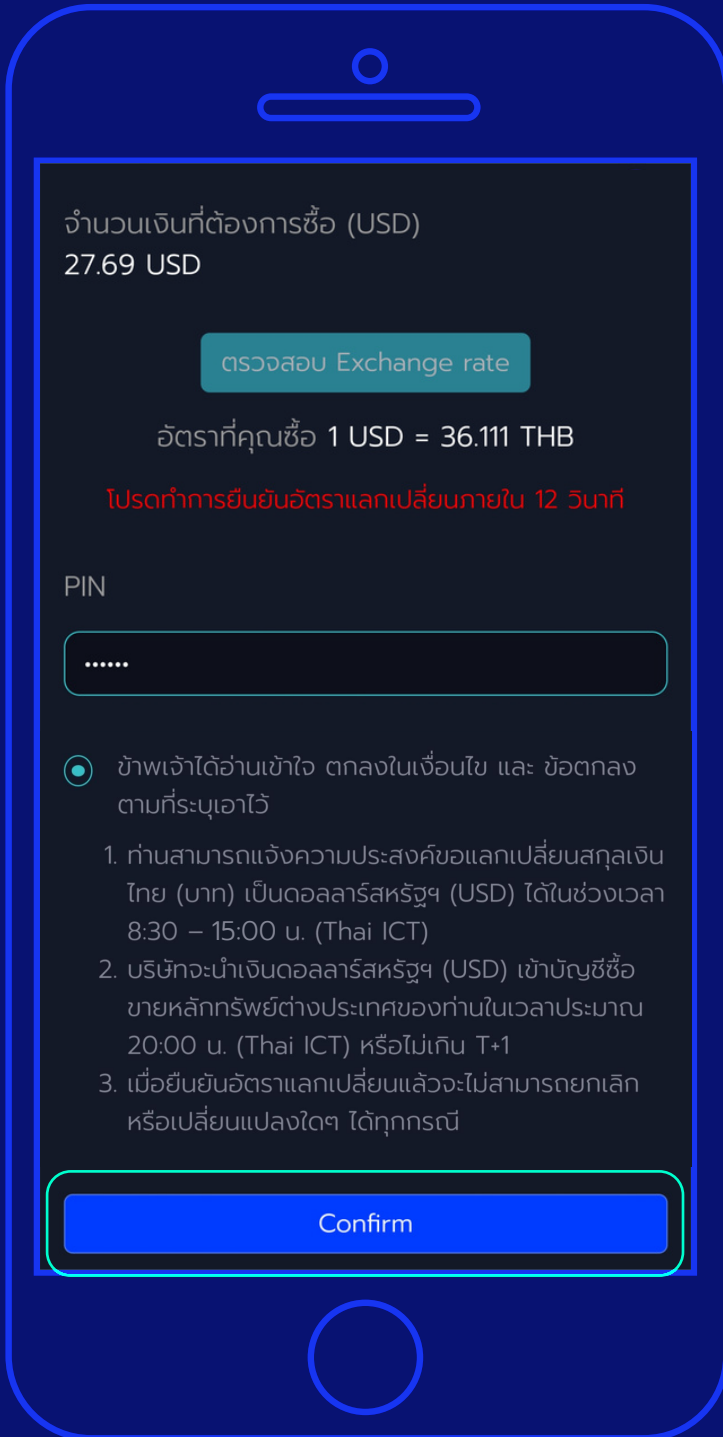 จำนวนเงินที่ต้องการซื้อ (USD)
27.69 USD
ตรวจสอบ Exchange rate
อัตราที่คุณซื้อ 1 USD = 36.111 THB
โปรดทำการยืนยันอัตราแลกเปลี่ยนภายใน 12 วินาที
PIN
••••••
ข้าพเจ้าได้อ่านเข้าใจ ตกลงในเงื่อนไข และ ข้อตกลง
ตามที่ระบุเอาไว้
1. ท่านสามารถแจ้งความประสงค์ขอแลกเปลี่ยนสกุลเงิน
ไทย (บาท) เป็นดอลลาร์สหรัฐฯ (USD) ได้ในช่วงเวลา
8:30 – 15:00 น. (Thai ICT)
2. บริษัทจะนำเงินดอลลาร์สหรัฐฯ (USD) เข้าบัญชีซื้อ
ขายหลักทรัพย์ต่างประเทศของท่านในเวลาประมาณ
20:00 น. (Thai ICT) หรือไม่เกิน T+1
3. เมื่อยืนยันอัตราแลกเปลี่ยนแล้วจะไม่สามารถยกเลิก
หรือเปลี่ยนแปลงใดๆ ได้ทุกกรณี
Confirm